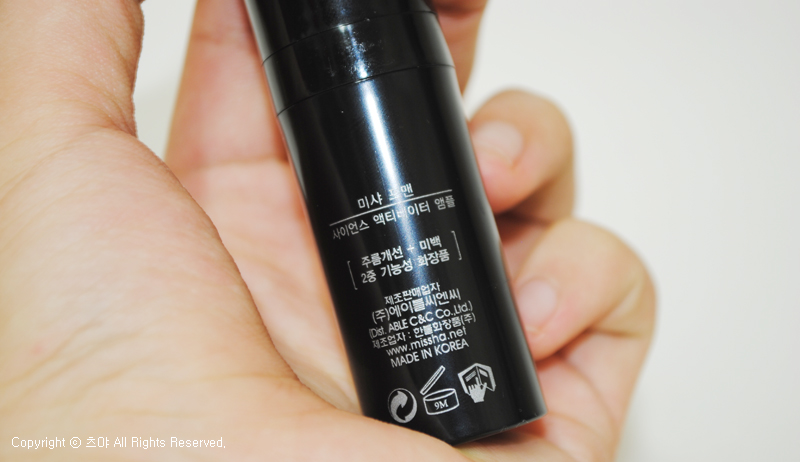 미샤 포맨
사이언스 액티베이터 앰플
주름개선 - 미백
2중 기능성 화장품
제조판매업자
(주)에이블씨엔씨
(Dist. ABLE C&C Co.,Ltd.)
제조업자 : 한불화장품(주)
www.missha.net
MADE IN KOREA
9M
Copyright ⓒ 츠야 All Rights Reserved.